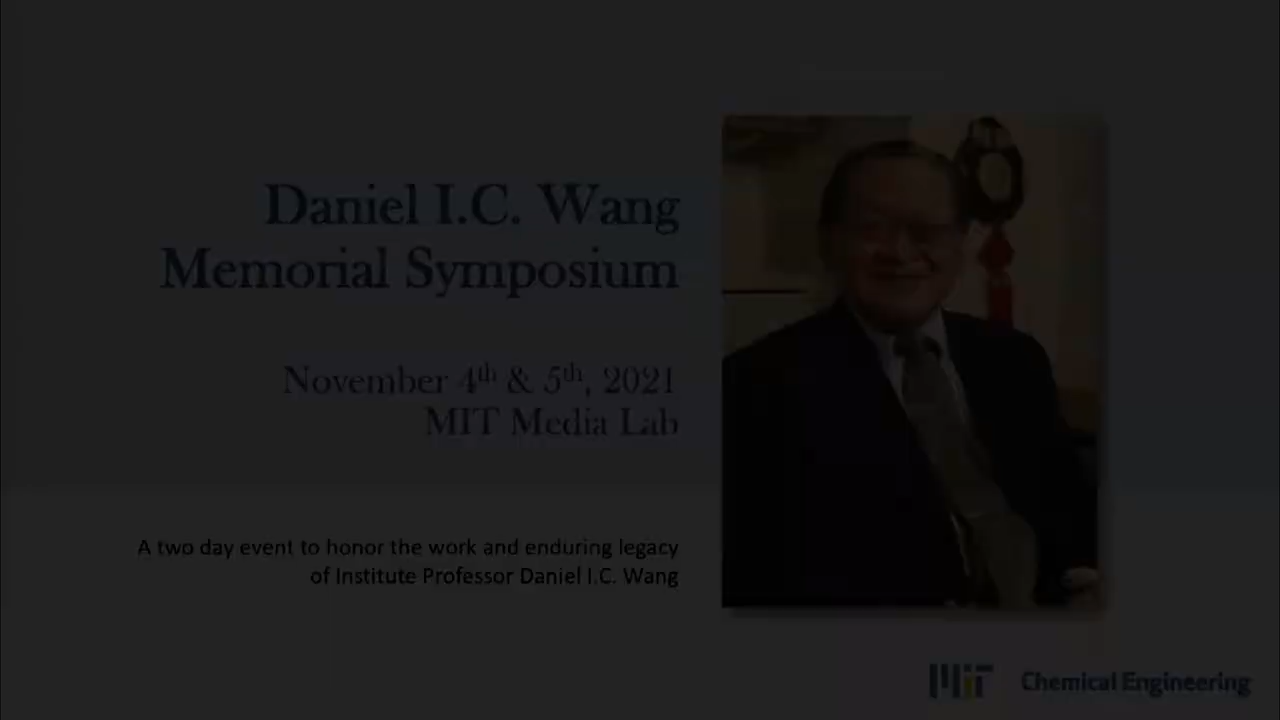 Daniel I.C. Wang
Memorial Symposium
November 4th & 5th, 2021
MIT Media Lab
A two day event to honor the work and enduring legacy
of Institute Professor Daniel I.C. Wang
MIT Chemical Engineering